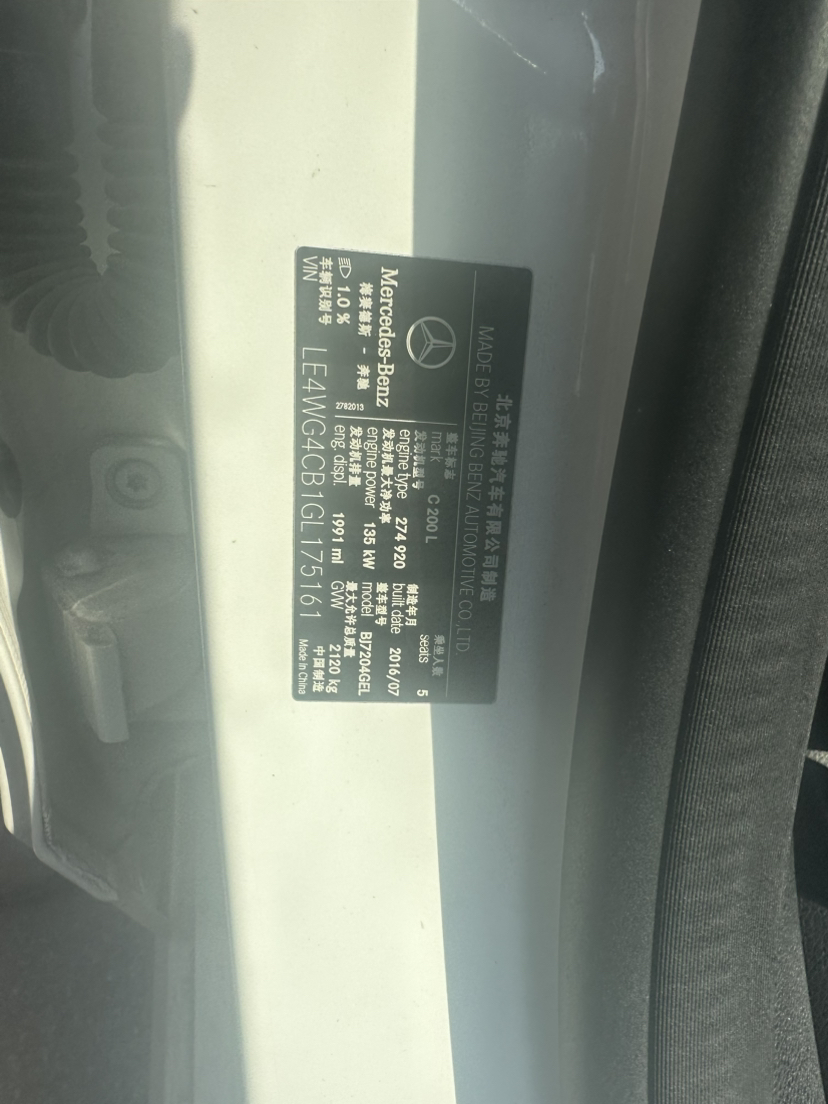 北京奔驰汽车有限公司制造
MADE BY BEIJING BENZ AUTOMOTIVE CO.,LTD.
整车标志
mark C 200 L
乘坐人数
seats 5
发动机型号
engine type 274 920
制造年月
built date 2016/07
发动机最大净功率
engine power 135 kW
整车型号
model BJ7204GEL
发动机排量
eng. displ. 1991 ml
最大允许总质量
GVW 2120 kg
Mercedes-Benz
梅赛德斯 - 奔驰
1.0 %
2782013
车辆识别号
VIN LE4WG4CB1GL175161
中国制造
Made in China